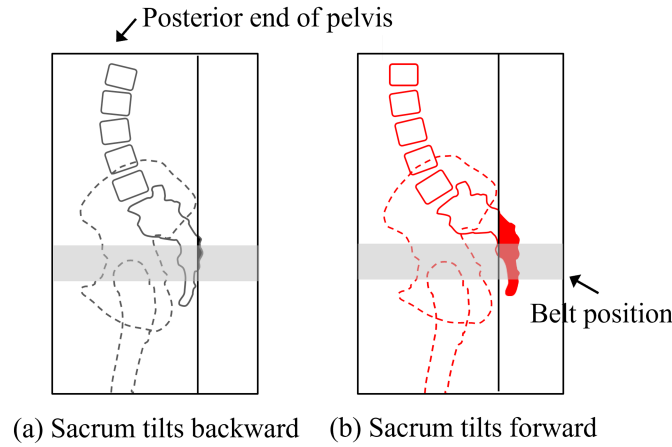 Posterior end of pelvis
Belt position
(a) Sacrum tilts backward
(b) Sacrum tilts forward